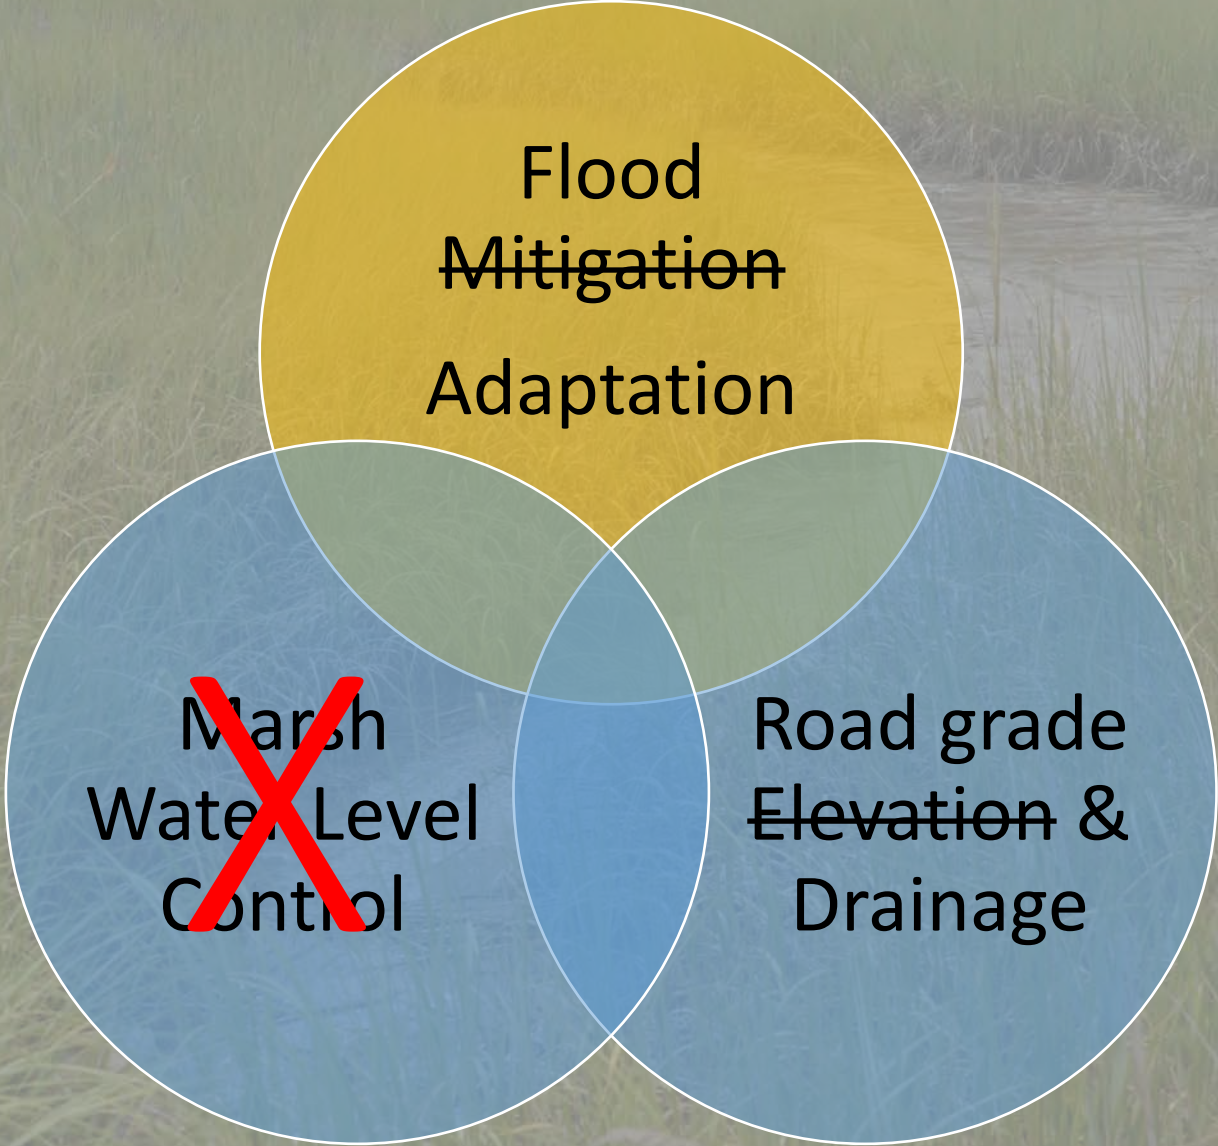 Flood
Mitigation
Adaptation
Marsh
Water Level
Control
Road grade
Elevation &
Drainage